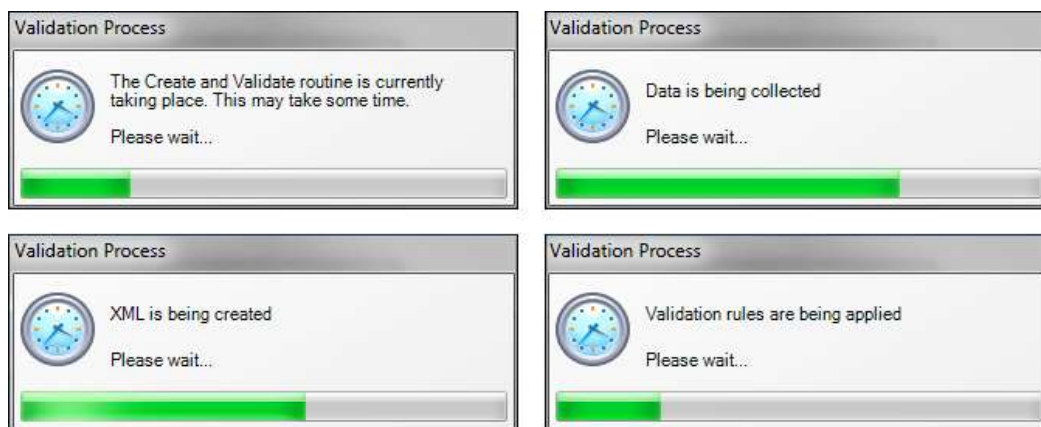 Validation Process
The Create and Validate routine is currently
taking place. This may take some time.
Please wait...
Validation Process
Data is being collected
Please wait...
Validation Process
XML is being created
Please wait...
Validation Process
Validation rules are being applied
Please wait...